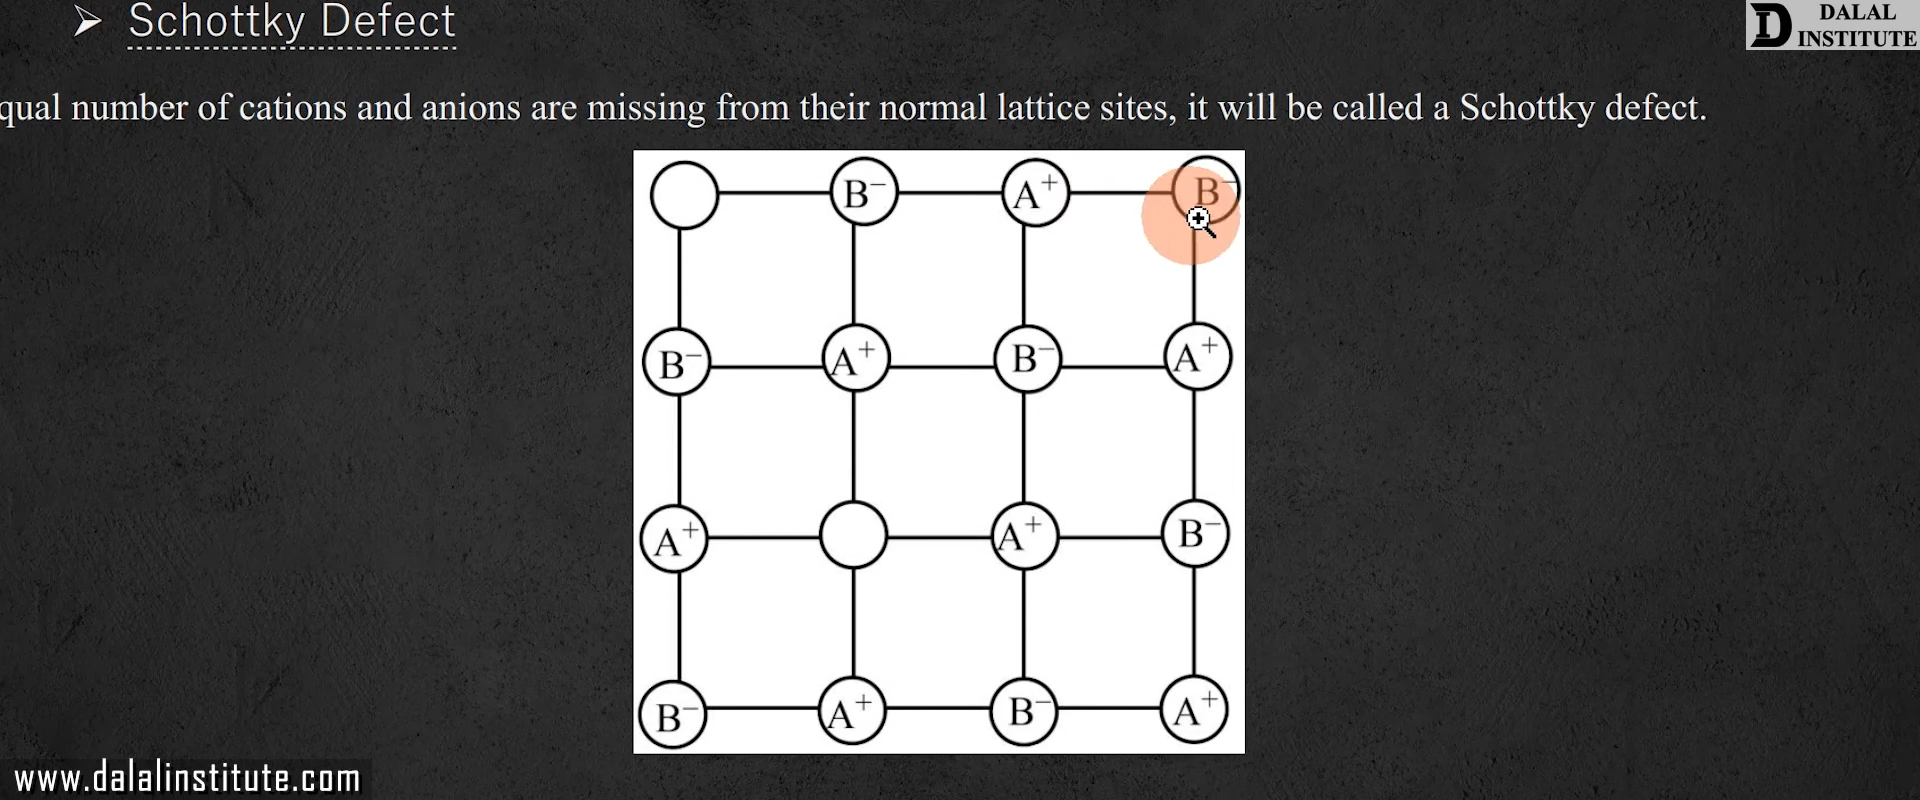 ➢ Schottky Defect
DALAL
INSTITUTE
qual number of cations and anions are missing from their normal lattice sites, it will be called a Schottky defect.
B⁻ A⁺ B⁻
B⁻ A⁺ B⁻ A⁺
A⁺ A⁺ B⁻
B⁻ A⁺ B⁻ A⁺
www.dalalinstitute.com